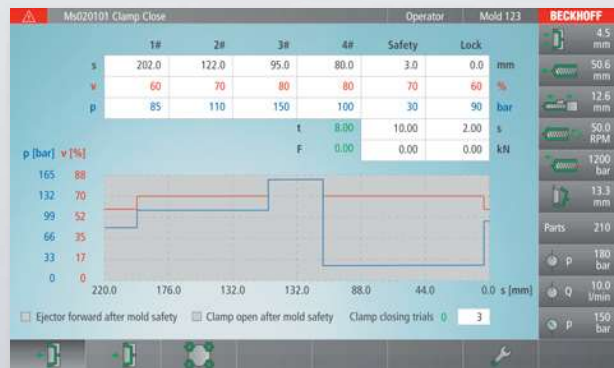 Ms020101 Clamp Close Operator Mold 123 BECKHOFF
1# 2# 3# 4# Safety Lock
s 202.0 122.0 95.0 80.0 3.0 0.0 mm
v 60 70 80 80 70 60 %
p 85 110 150 100 30 90 bar
t 8.00 10.00 2.00 s
F 0.00 0.00 0.00 kN
p [bar] v [%]
165 88
132 70
99 52
66 35
33 17
0 0
220.0 176.0 132.0 132.0 88.0 44.0 0.0 s [mm]
Ejector forward after mold safety Clamp open after mold safety Clamp closing trials 0 3
4.5
mm
50.6
mm
12.6
mm
50.0
RPM
1200
bar
13.3
mm
Parts 210
P 180
bar
Q 10.0
l/min
P 150
bar